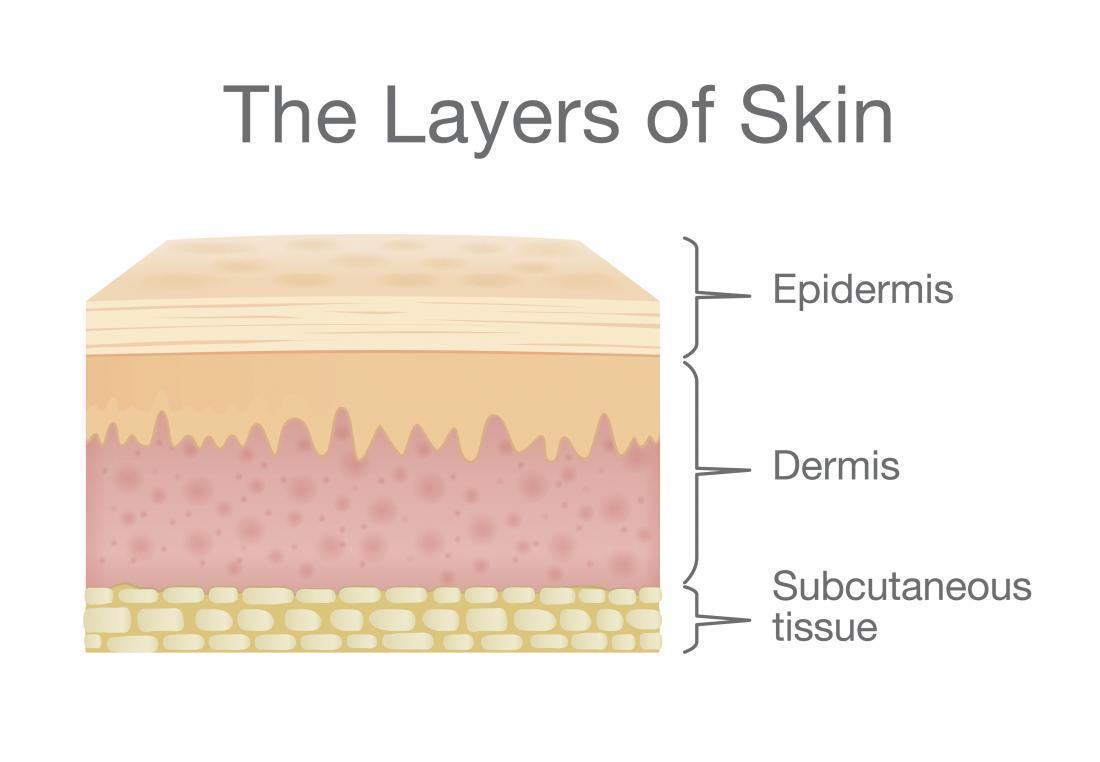 The Layers of Skin
Epidermis
Dermis
Subcutaneous
tissue